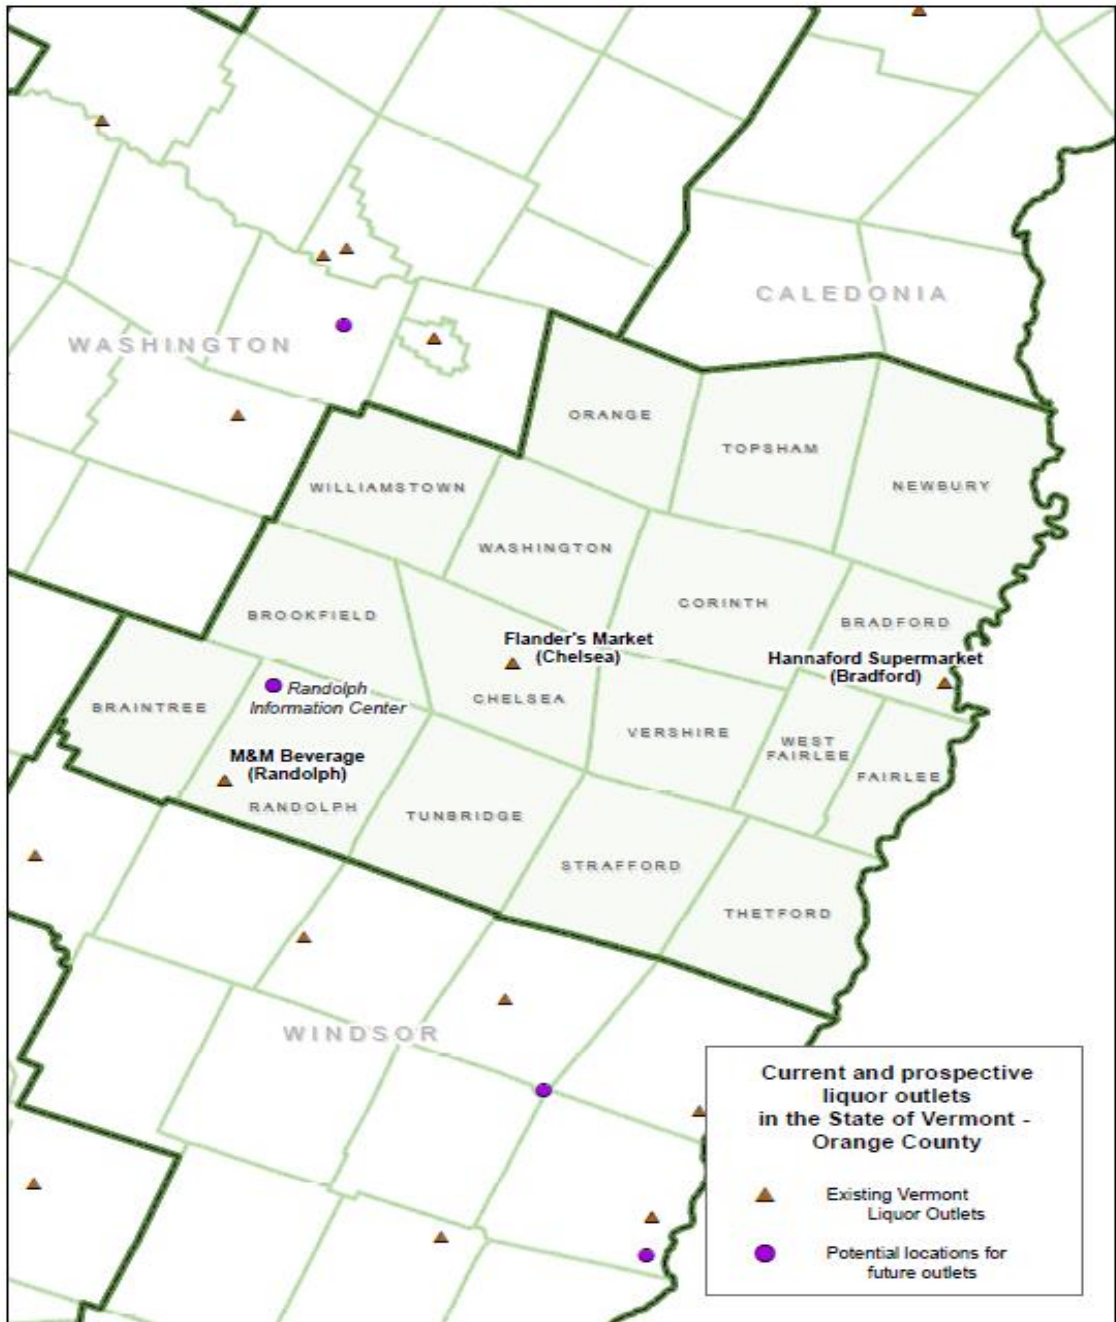 CALEDONIA
WASHINGTON
ORANGE
TOPSHAM
NEWBURY
WILLIAMSTOWN
WASHINGTON
CORINTH
BROOKFIELD
BRADFORD
Flander's Market
(Chelsea)
Hannaford Supermarket
(Bradford)
Randolph
Information Center
CHELSEA
BRAINTREE
VERSHIRE
WEST
FAIRLEE
FAIRLEE
M&M Beverage
(Randolph)
RANDOLPH
TUNBRIDGE
STRAFFORD
THETFORD
WINDSOR
Current and prospective
liquor outlets
in the State of Vermont -
Orange County
Existing Vermont
Liquor Outlets
Potential locations for
future outlets